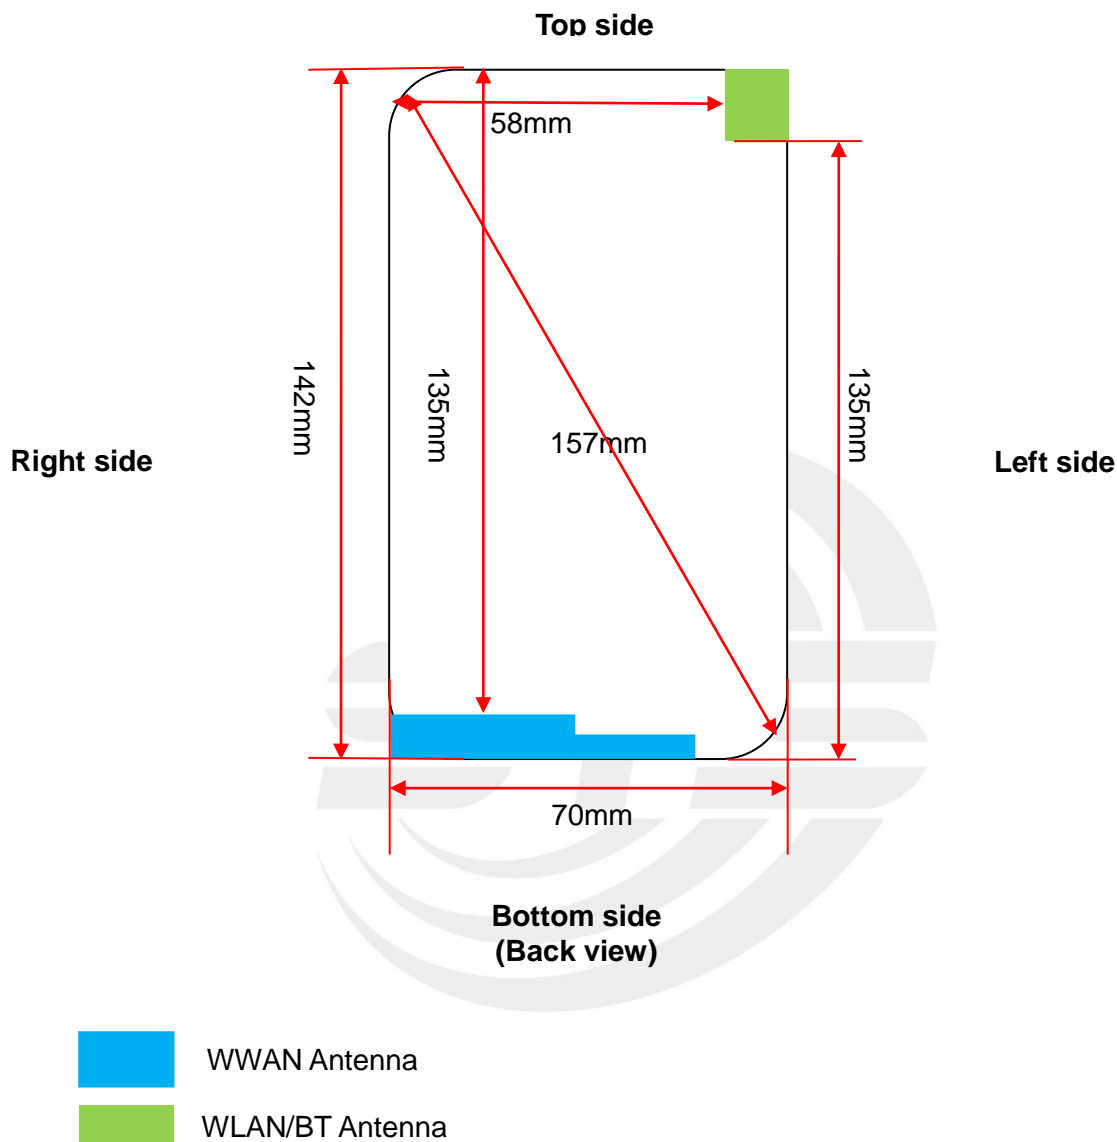 Top side
58mm
142mm
135mm
135mm
157mm
Right side
Left side
70mm
Bottom side
(Back view)
WWAN Antenna
WLAN/BT Antenna